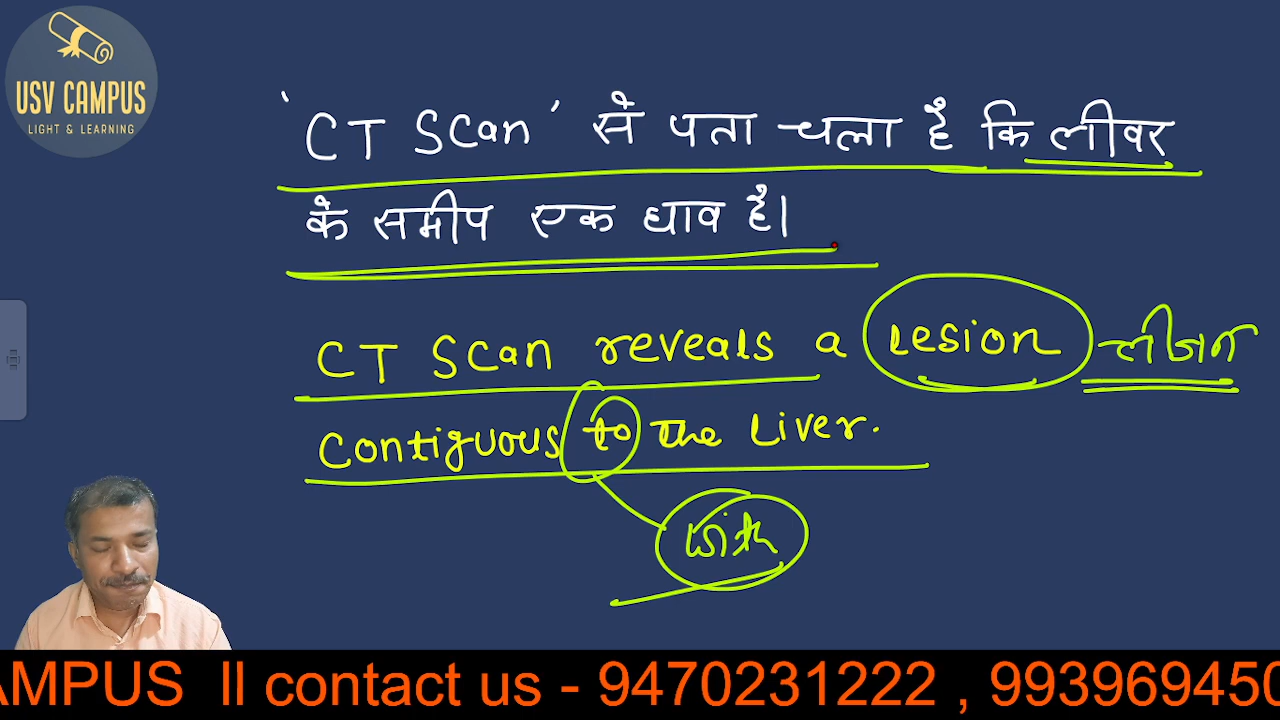 USV CAMPUS
LIGHT & LEARNING
'CT Scan' से पता चला है कि लीवर
के समीप एक घाव है।
CT Scan reveals a Lesion लीजन
Contiguous to the Liver.
with
AMPUS ll contact us - 9470231222 , 993969450